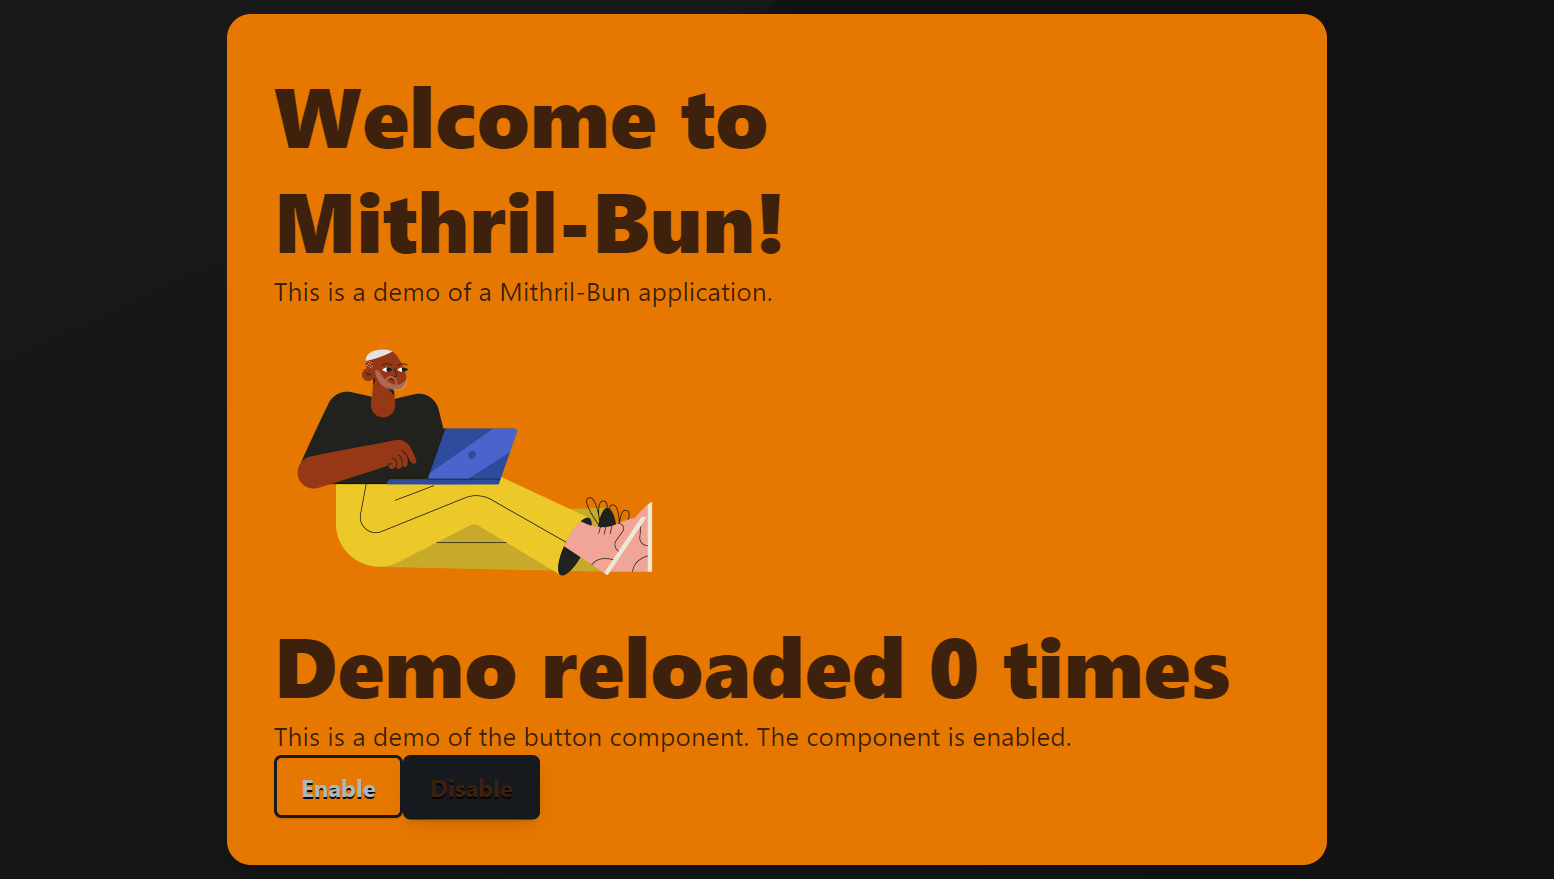 Welcome to
Mithril-Bun!
This is a demo of a Mithril-Bun application.
Demo reloaded 0 times
This is a demo of the button component. The component is enabled.
Enable Disable